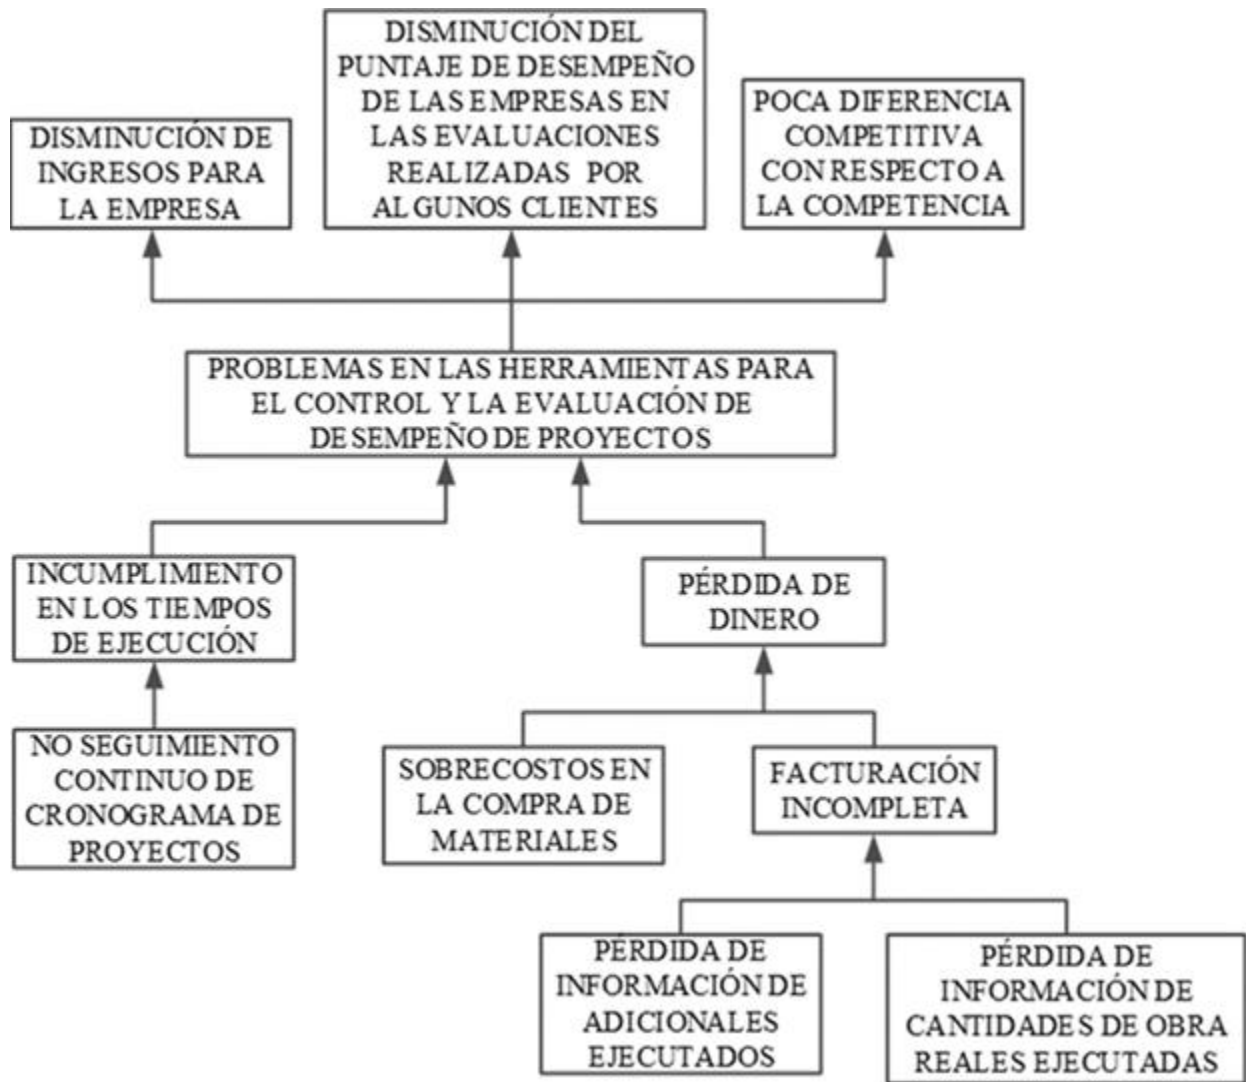 DISMINUCIÓN DE
INGRESOS PARA
LA EMPRESA
DISMINUCIÓN DEL
PUNTAJE DE DESEMPEÑO
DE LAS EMPRESAS EN
LAS EVALUACIONES
REALIZADAS POR
ALGUNOS CLIENTES
POCA DIFERENCIA
COMPETITIVA
CON RESPECTO A
LA COMPETENCIA
PROBLEMAS EN LAS HERRAMIENTAS PARA
EL CONTROL Y LA EVALUACIÓN DE
DESEMPEÑO DE PROYECTOS
INCUMPLIMIENTO
EN LOS TIEMPOS
DE EJECUCIÓN
PÉRDIDA DE
DINERO
NO SEGUIMIENTO
CONTINUO DE
CRONOGRAMA DE
PROYECTOS
SOBRECOSTOS EN
LA COMPRA DE
MATERIALES
FACTURACIÓN
INCOMPLETA
PÉRDIDA DE
INFORMACIÓN DE
ADICIONALES
EJECUTADOS
PÉRDIDA DE
INFORMACIÓN DE
CANTIDADES DE OBRA
REALES EJECUTADAS